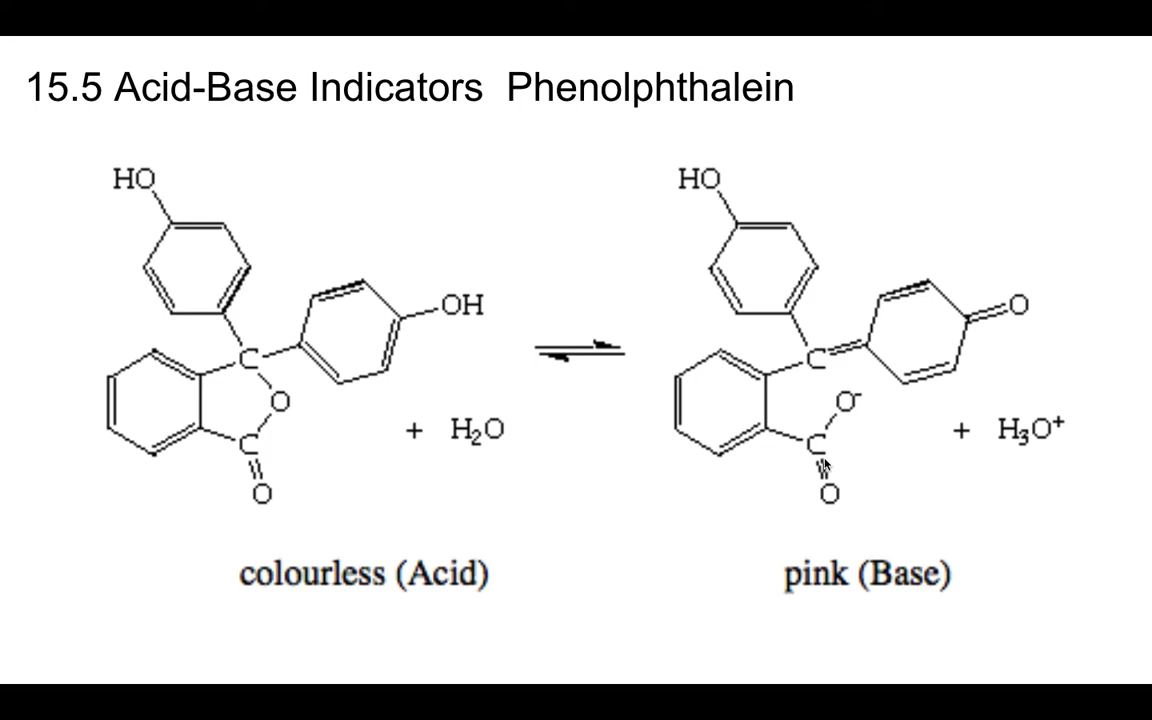 15.5 Acid-Base Indicators Phenolphthalein
HO
OH
C
O
C
O
+ H₂O
HO
O
C
O⁻
C
O
+ H₃O⁺
colourless (Acid)
pink (Base)